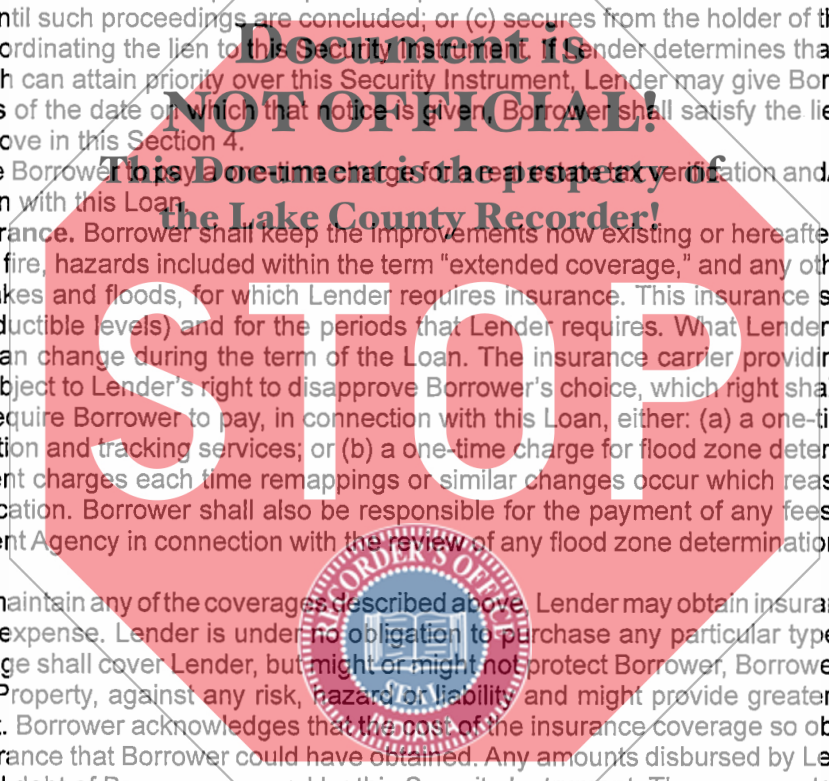 ntil such proceedings are concluded; or (c) secures from the holder of t
Document is
ordinating the lien to this Security Instrument. If Lender determines tha
h can attain priority over this Security Instrument, Lender may give Bor
NOT OFFICIAL!
s of the date on which that notice is given, Borrower shall satisfy the lie
ove in this Section 4.
This Document is the property of
e Borrower to pay a one-time charge for a real estate tax verification and/
n with this Loan.
the Lake County Recorder!
rance. Borrower shall keep the improvements now existing or hereafte
fire, hazards included within the term “extended coverage,” and any oth
kes and floods, for which Lender requires insurance. This insurance s
ductible levels) and for the periods that Lender requires. What Lender
an change during the term of the Loan. The insurance carrier providin
bject to Lender’s right to disapprove Borrower’s choice, which right sha
STOP
equire Borrower to pay, in connection with this Loan, either: (a) a one-ti
tion and tracking services; or (b) a one-time charge for flood zone deter
nt charges each time remappings or similar changes occur which reas
cation. Borrower shall also be responsible for the payment of any fees
nt Agency in connection with the review of any flood zone determination
RECORDER'S OFFICE
aintain any of the coverages described above, Lender may obtain insura
expense. Lender is under no obligation to purchase any particular type
ge shall cover Lender, but might or might not protect Borrower, Borrowe
SEAL
Property, against any risk, hazard or liability and might provide greater
INDIANA
. Borrower acknowledges that the cost of the insurance coverage so ob
rance that Borrower could have obtained. Any amounts disbursed by Le